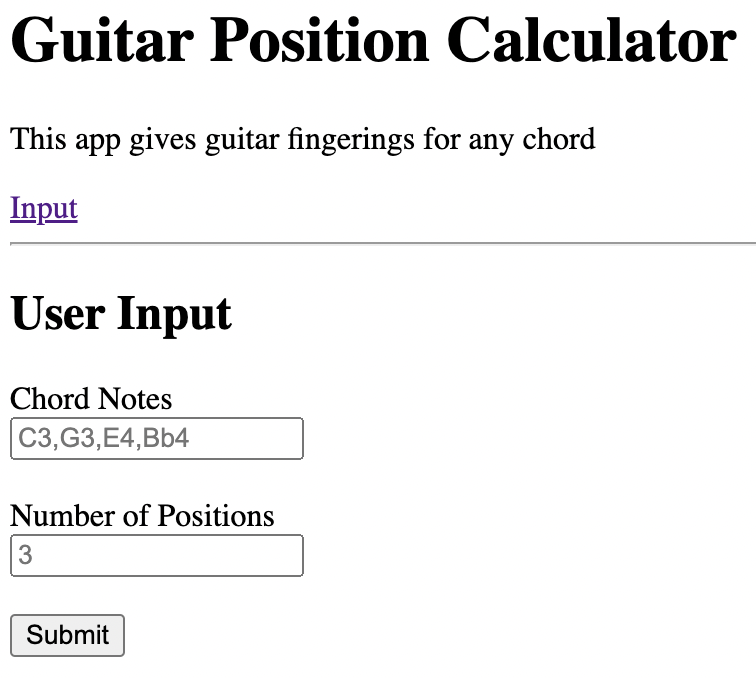 Guitar Position Calculator
This app gives guitar fingerings for any chord
Input
User Input
Chord Notes
C3,G3,E4,Bb4
Number of Positions
3
Submit